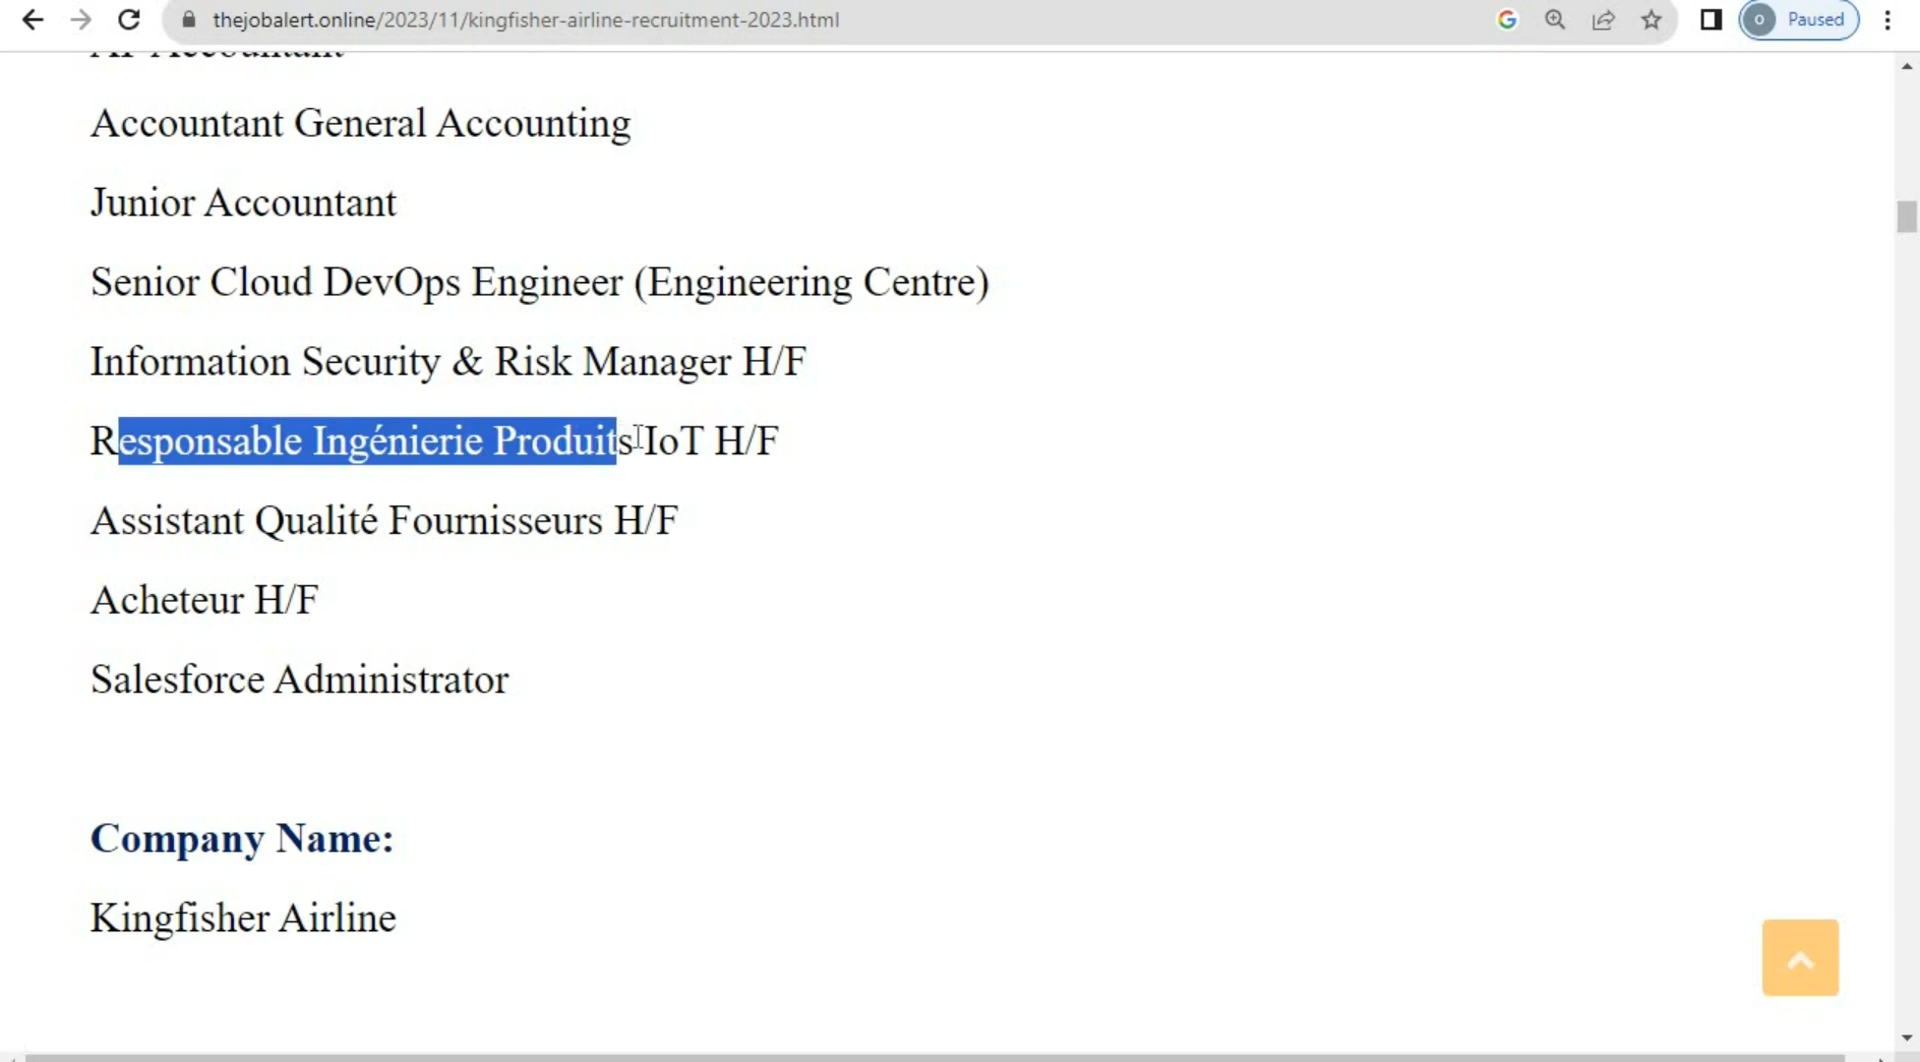 thejobalert.online/2023/11/kingfisher-airline-recruitment-2023.html
o Paused
Accountant General Accounting
Junior Accountant
Senior Cloud DevOps Engineer (Engineering Centre)
Information Security & Risk Manager H/F
Responsable Ingénierie Produits IoT H/F
Assistant Qualité Fournisseurs H/F
Acheteur H/F
Salesforce Administrator
Company Name:
Kingfisher Airline